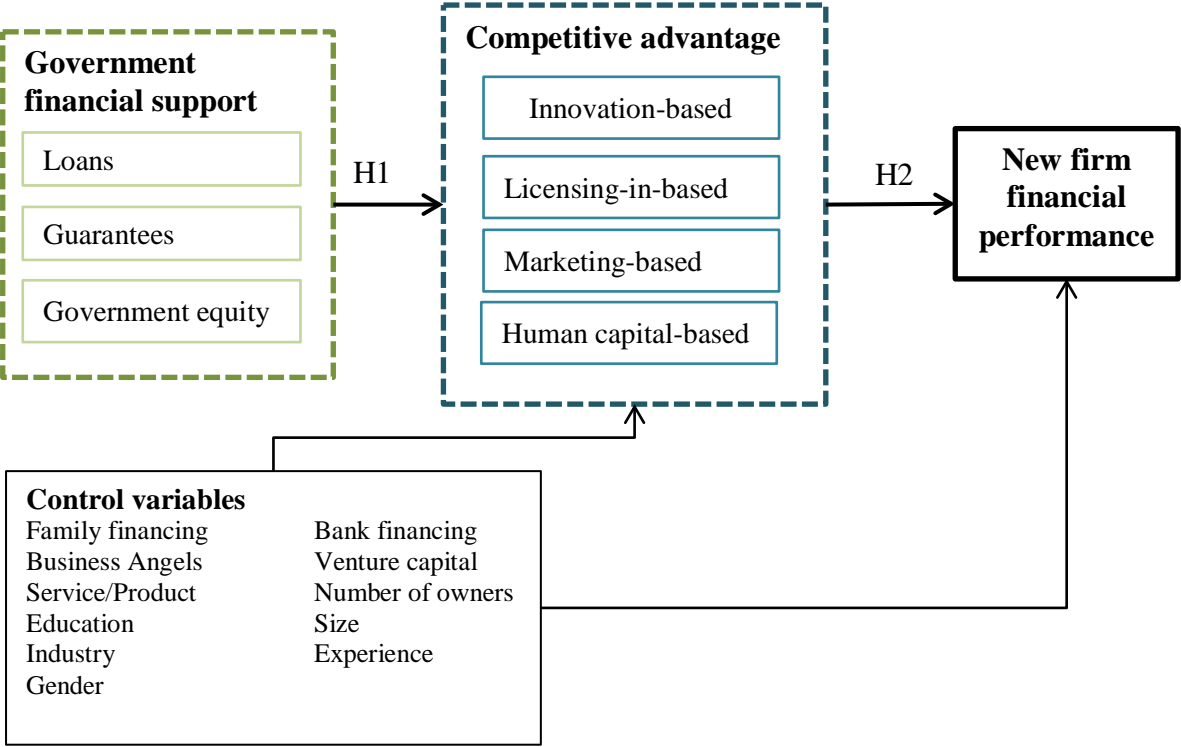 Government
financial support
Loans
Guarantees
Government equity
H1
Competitive advantage
Innovation-based
Licensing-in-based
Marketing-based
Human capital-based
H2
New firm
financial
performance
Control variables
Family financing
Business Angels
Service/Product
Education
Industry
Gender
Bank financing
Venture capital
Number of owners
Size
Experience